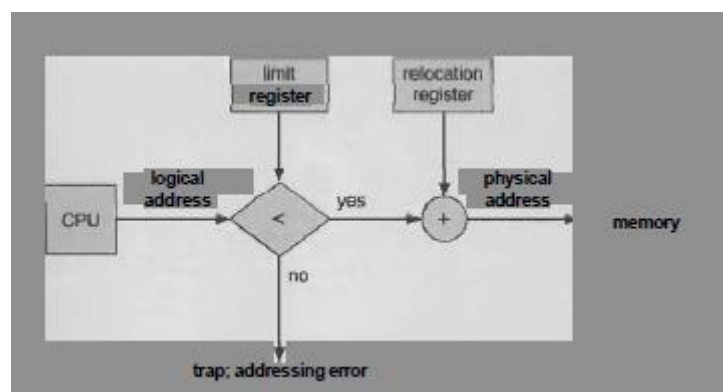 limit
register
relocation
register
logical
address
physical
address
CPU
<
yes
+
memory
no
trap; addressing error